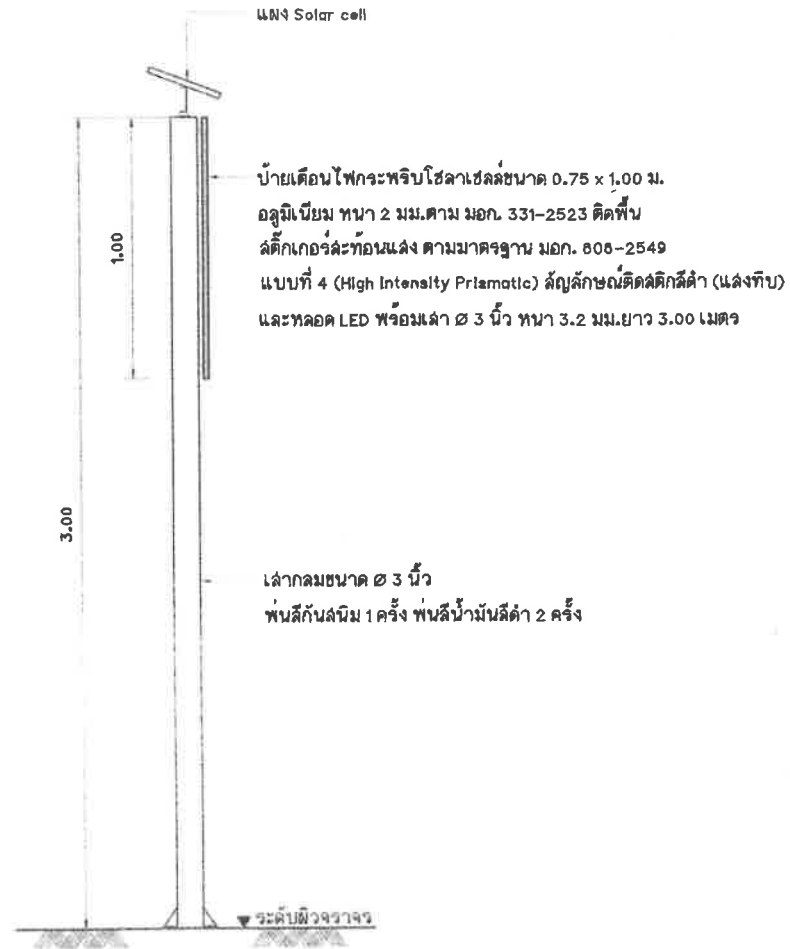 แผง Solar cell
ป้ายเตือนไฟกระพริบโซลาเซลล์ขนาด 0.75 x 1.00 ม.
อลูมิเนียม หนา 2 มม.ตาม มอก. 331-2523 ติดพื้น
สติ๊กเกอร์สะท้อนแสง ตามมาตรฐาน มอก. 606-2549
แบบที่ 4 (High Intensity Prismatic) สัญลักษณ์ติดสติกสีดำ (แสงทึบ)
และหลอด LED พร้อมเสา Ø 3 นิ้ว หนา 3.2 มม.ยาว 3.00 เมตร
1.00
3.00
เสากลมขนาด Ø 3 นิ้ว
พ่นสีกันสนิม 1 ครั้ง พ่นสีน้ำมันสีดำ 2 ครั้ง
ระดับผิวจราจร